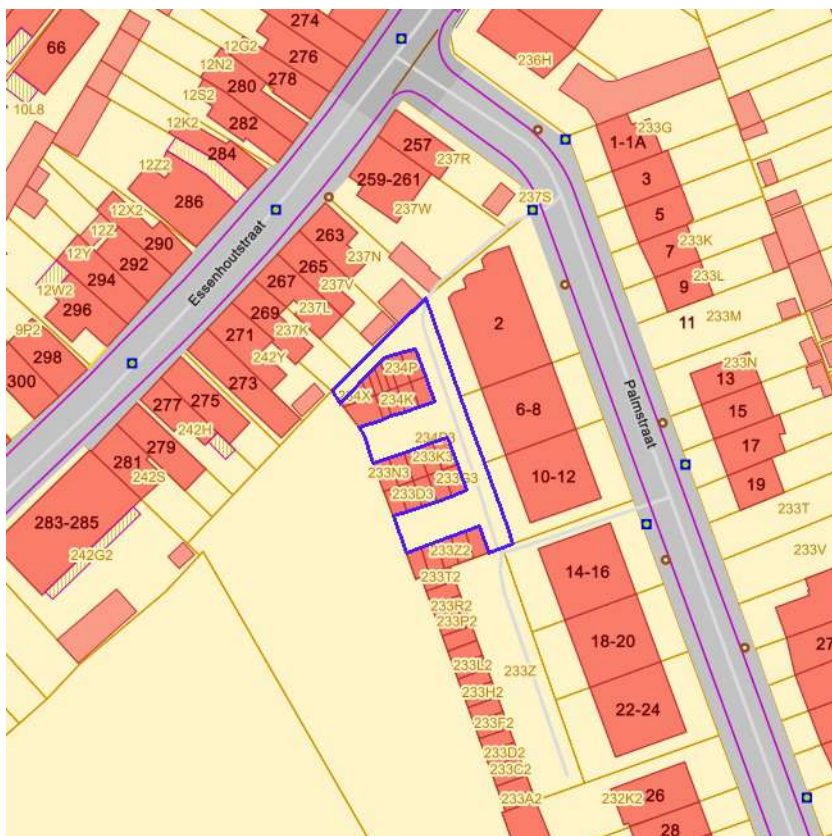 274
66
12G2
276
12N2
236H
280
278
12S2
10L8
282
12K2
233G
1-1A
257
284
237R
12Z2
259-261
3
286
237S
12X2
237W
5
263
12Z
290
233K
7
12Y
292
265
237N
Essenhoutstraat
294
267
237V
9
233L
12W2
269
237L
296
11
233M
9P2
271
237K
2
298
242Y
234P
233N
300
273
13
234X
234K
Palmstraat
277
275
6-8
15
242H
234D3
279
17
281
233K3
242S
233N3
233G3
10-12
19
233D3
283-285
233T
242G2
233Z2
233V
14-16
233T2
233R2
233P2
18-20
27
233L2
233Z
233H2
22-24
233F2
233D2
233C2
26
233A2
232K2
28